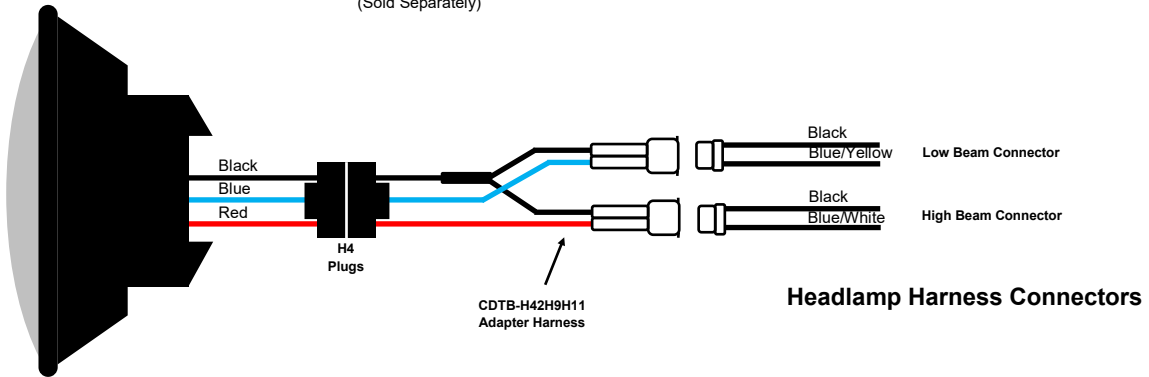 (Sold Separately)
Black
Blue
Red
H4
Plugs
CDTB-H42H9H11
Adapter Harness
Black
Blue/Yellow
Low Beam Connector
Black
Blue/White
High Beam Connector
Headlamp Harness Connectors